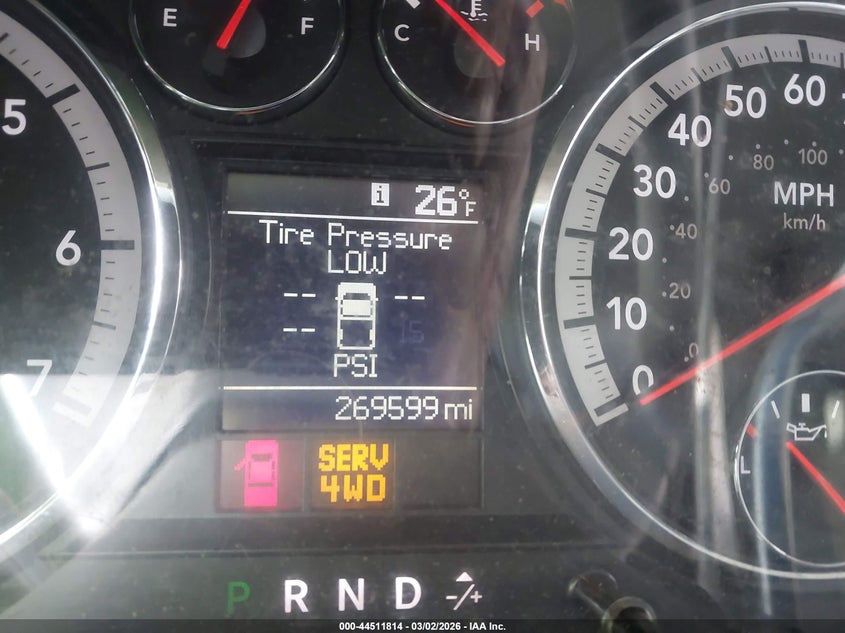 E F
C H
5
6
7
i 26°F
Tire Pressure
LOW
-- --
-- 15
PSI
269599 mi
SERV
4WD
P R N D -/+
60
50
40
30
20
10
0
100
80
60
40
20
0
MPH
km/h
L
000-44511814 - 03/02/2026 - IAA Inc.